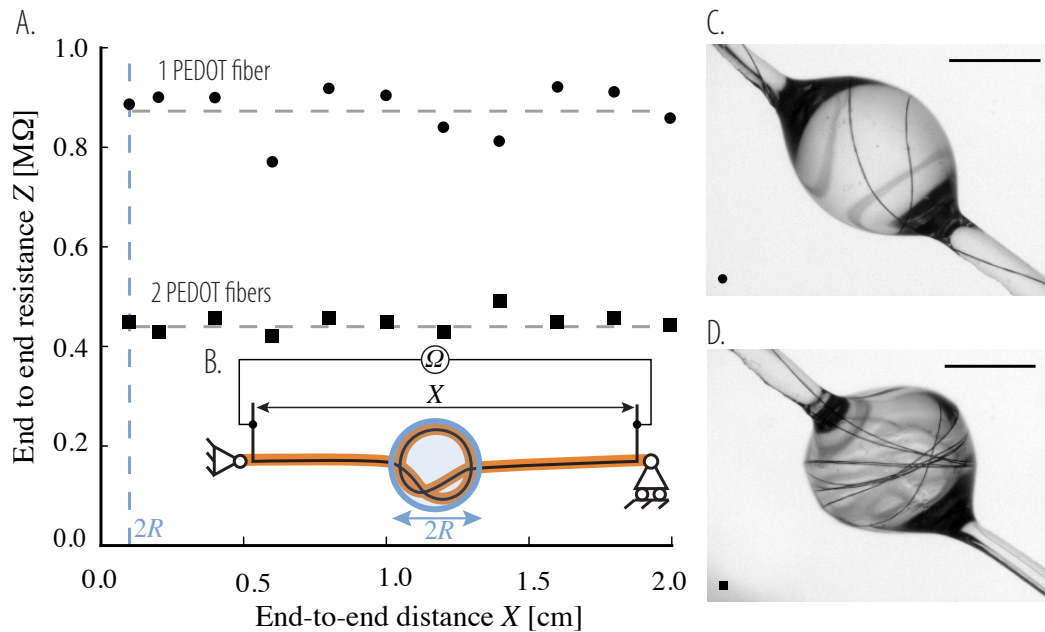 A.
C.
1.0
0.8
0.6
0.4
0.2
0.0
End to end resistance Z [MΩ]
1 PEDOT fiber
2 PEDOT fibers
B.
Ω
X
2R
2R
0.0
0.5
1.0
1.5
2.0
End-to-end distance X [cm]
D.